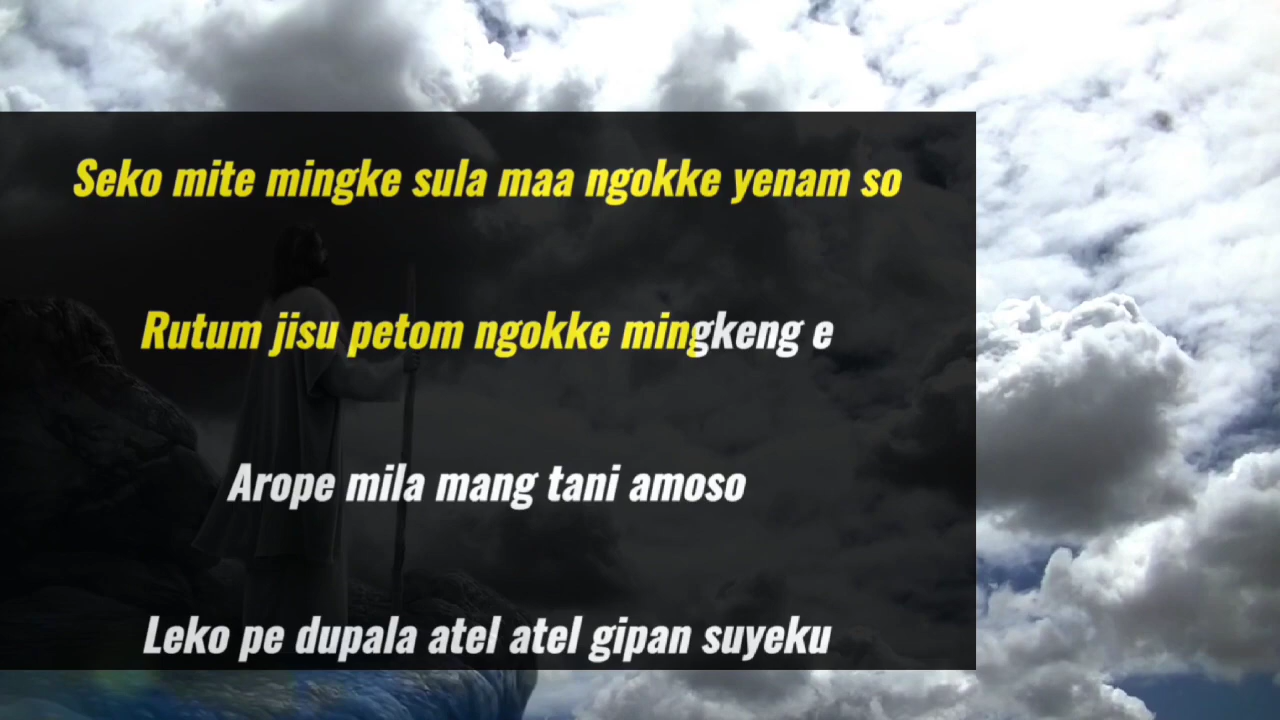 Seko mite mingke sula maa ngokke yenam so
Rutum jisu petom ngokke mingkeng e
Arope mila mang tani amoso
Leko pe dupala atel atel gipan suyeku